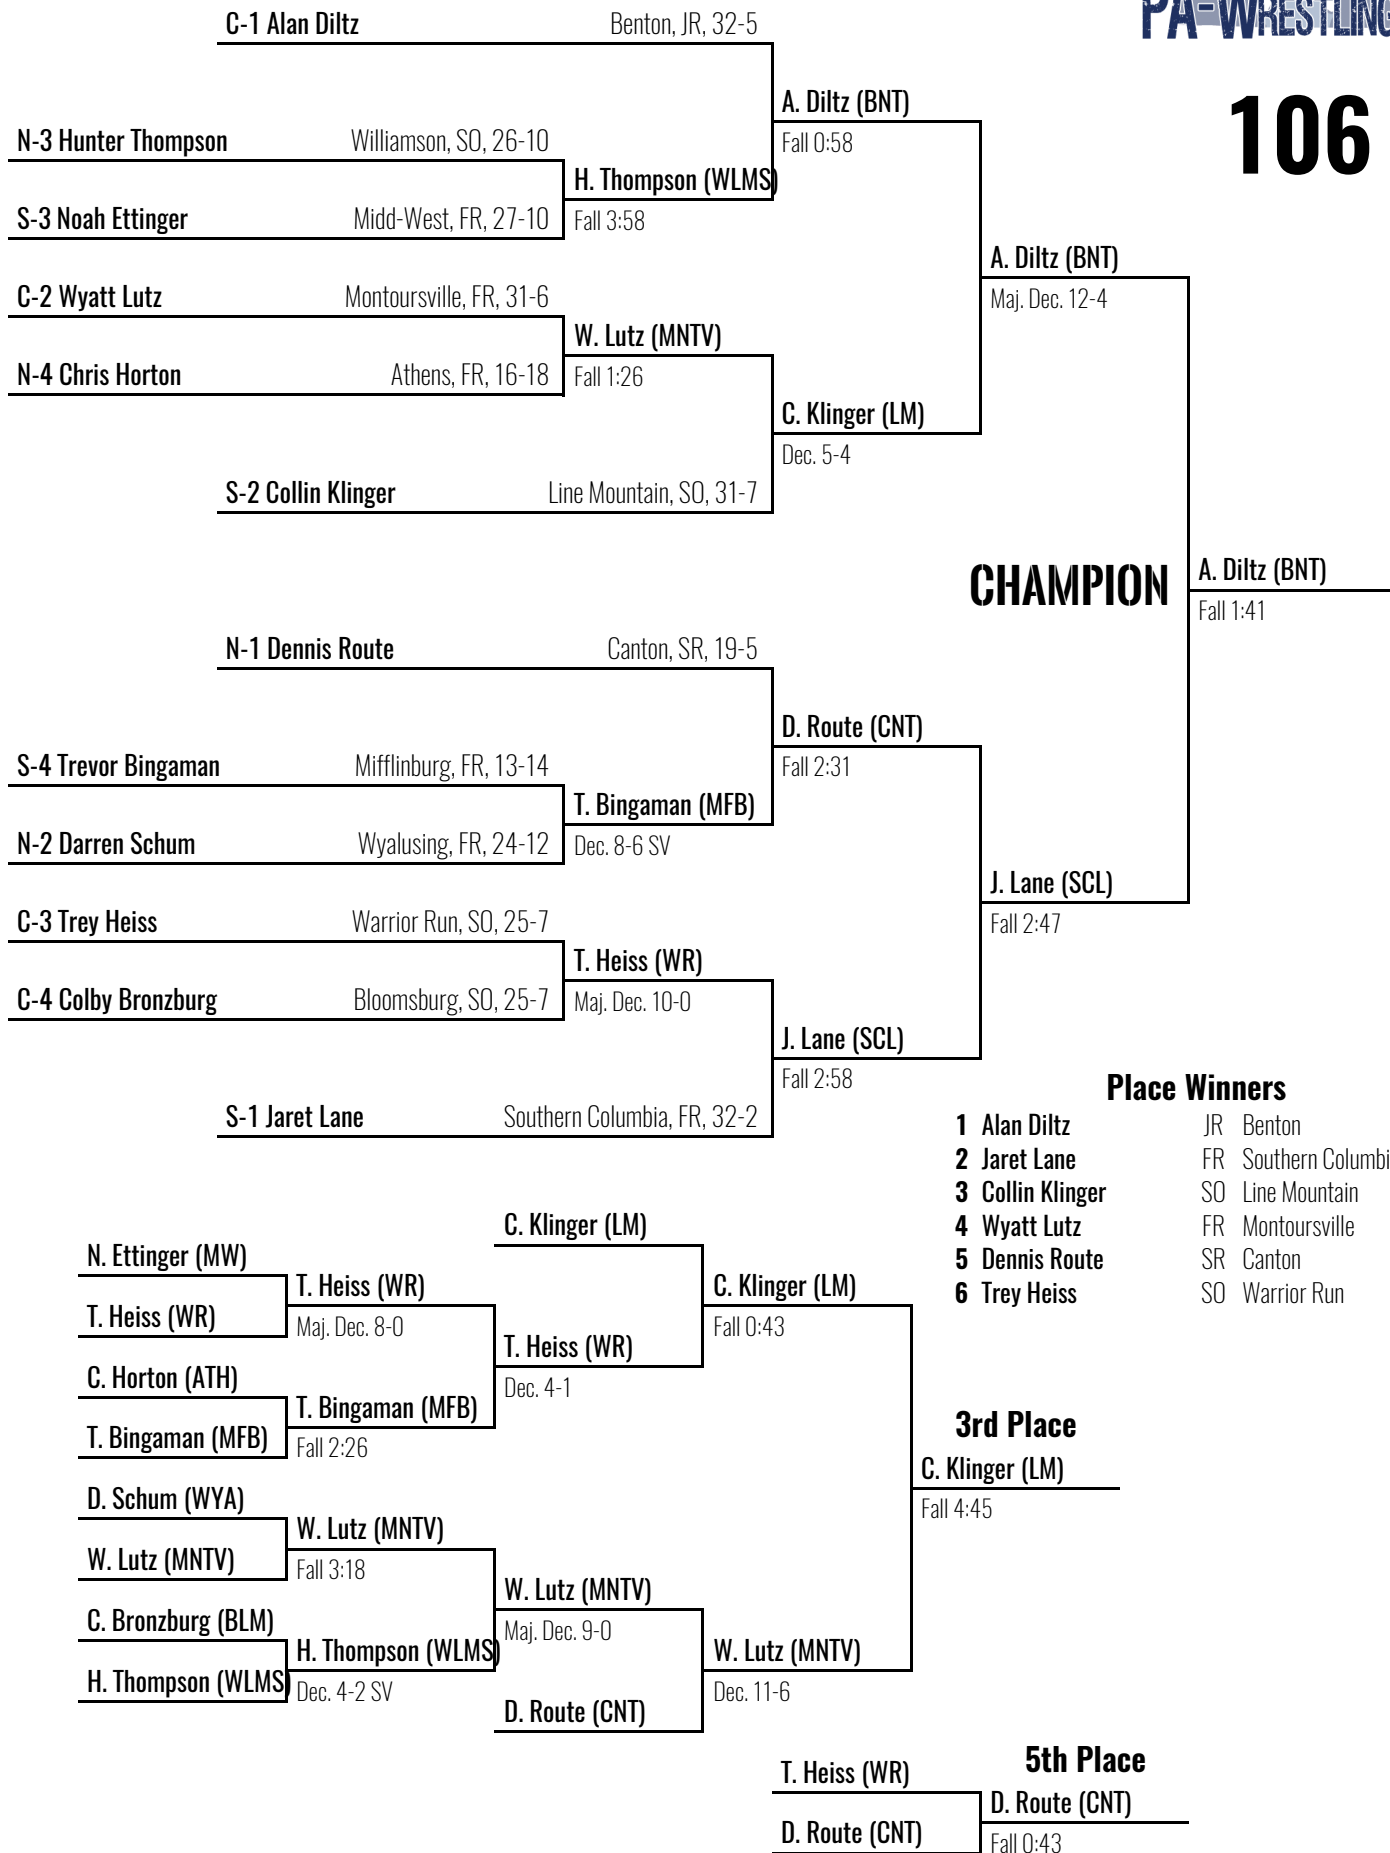 PA-WRESTLING
106
C-1 Alan Diltz Benton, JR, 32-5
A. Diltz (BNT)
Fall 0:58
N-3 Hunter Thompson Williamson, SO, 26-10
H. Thompson (WLMS)
Fall 3:58
S-3 Noah Ettinger Midd-West, FR, 27-10
A. Diltz (BNT)
Maj. Dec. 12-4
C-2 Wyatt Lutz Montoursville, FR, 31-6
W. Lutz (MNTV)
Fall 1:26
N-4 Chris Horton Athens, FR, 16-18
C. Klinger (LM)
Dec. 5-4
S-2 Collin Klinger Line Mountain, SO, 31-7
CHAMPION
A. Diltz (BNT)
Fall 1:41
N-1 Dennis Route Canton, SR, 19-5
D. Route (CNT)
Fall 2:31
S-4 Trevor Bingaman Mifflinburg, FR, 13-14
T. Bingaman (MFB)
Dec. 8-6 SV
N-2 Darren Schum Wyalusing, FR, 24-12
J. Lane (SCL)
Fall 2:47
C-3 Trey Heiss Warrior Run, SO, 25-7
T. Heiss (WR)
Maj. Dec. 10-0
C-4 Colby Bronzburg Bloomsburg, SO, 25-7
J. Lane (SCL)
Fall 2:58
S-1 Jaret Lane Southern Columbia, FR, 32-2
Place Winners
1 Alan Diltz JR Benton
2 Jaret Lane FR Southern Columbi
3 Collin Klinger SO Line Mountain
4 Wyatt Lutz FR Montoursville
5 Dennis Route SR Canton
6 Trey Heiss SO Warrior Run
C. Klinger (LM)
N. Ettinger (MW)
T. Heiss (WR)
Maj. Dec. 8-0
T. Heiss (WR)
C. Klinger (LM)
Fall 0:43
T. Heiss (WR)
Dec. 4-1
C. Horton (ATH)
T. Bingaman (MFB)
Fall 2:26
T. Bingaman (MFB)
3rd Place
C. Klinger (LM)
Fall 4:45
D. Schum (WYA)
W. Lutz (MNTV)
Fall 3:18
W. Lutz (MNTV)
W. Lutz (MNTV)
Maj. Dec. 9-0
C. Bronzburg (BLM)
H. Thompson (WLMS)
Dec. 4-2 SV
H. Thompson (WLMS)
W. Lutz (MNTV)
Dec. 11-6
D. Route (CNT)
5th Place
T. Heiss (WR)
D. Route (CNT)
Fall 0:43
D. Route (CNT)